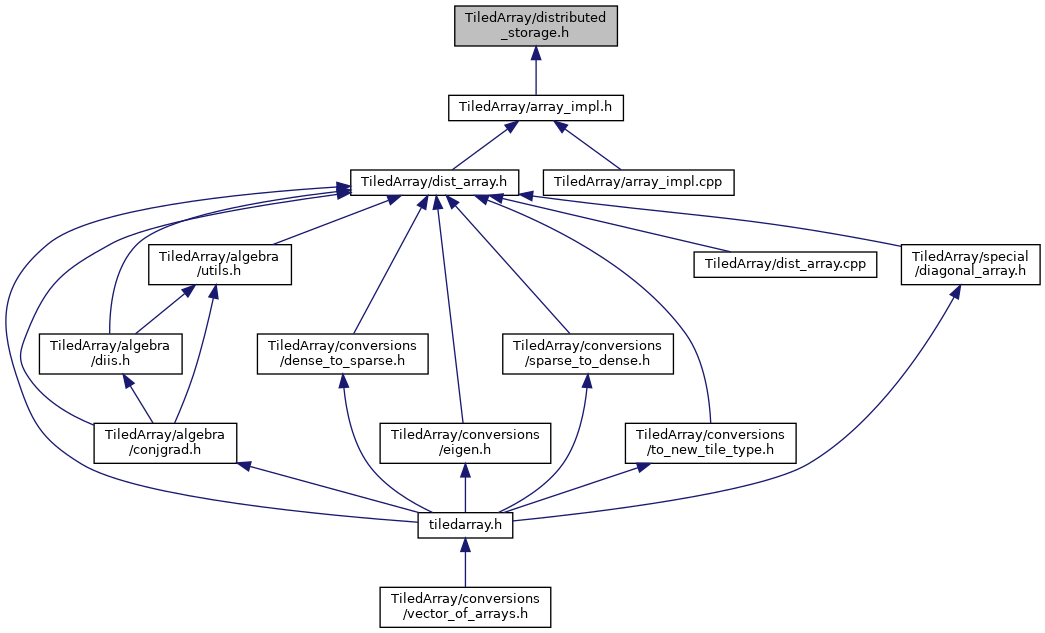 TiledArray/distributed
_storage.h
TiledArray/array_impl.h
TiledArray/dist_array.h
TiledArray/array_impl.cpp
TiledArray/algebra
/utils.h
TiledArray/dist_array.cpp
TiledArray/special
/diagonal_array.h
TiledArray/algebra
/diis.h
TiledArray/conversions
/dense_to_sparse.h
TiledArray/conversions
/sparse_to_dense.h
TiledArray/algebra
/conjgrad.h
TiledArray/conversions
/eigen.h
TiledArray/conversions
/to_new_tile_type.h
tiledarray.h
TiledArray/conversions
/vector_of_arrays.h